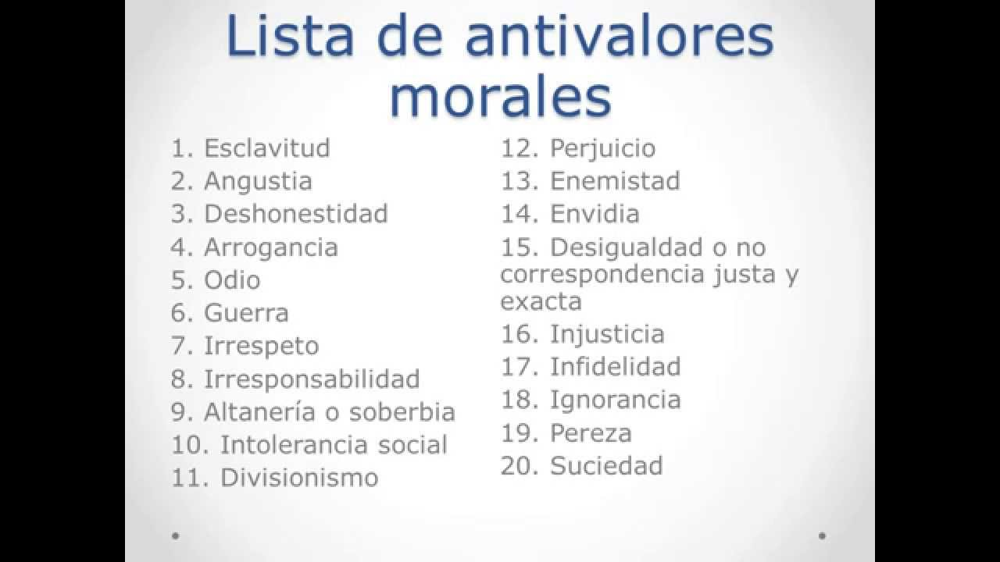 Lista de antivalores
morales
1. Esclavitud
2. Angustia
3. Deshonestidad
4. Arrogancia
5. Odio
6. Guerra
7. Irrespeto
8. Irresponsabilidad
9. Altanería o soberbia
10. Intolerancia social
11. Divisionismo
12. Perjuicio
13. Enemistad
14. Envidia
15. Desigualdad o no
correspondencia justa y
exacta
16. Injusticia
17. Infidelidad
18. Ignorancia
19. Pereza
20. Suciedad